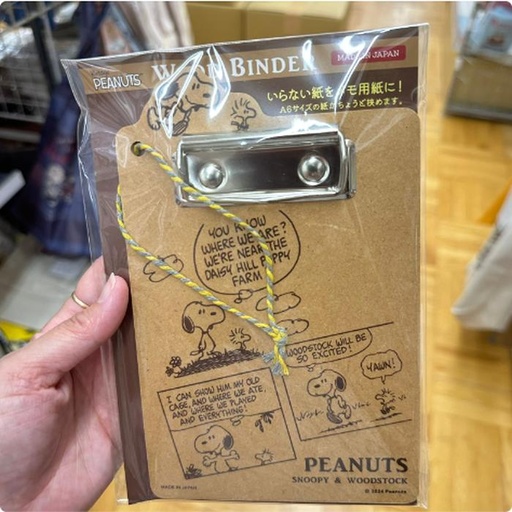 PEANUTS
WOOD BINDER
MADE IN JAPAN
いらない紙をメモ用紙に!
A6サイズの紙がちょうど挟めます。
YOU KNOW
WHERE WE ARE?
WE'RE NEAR THE
DAISY HILL PUPPY
FARM
WOODSTOCK WILL BE
SO EXCITED!
YAWN!
I CAN SHOW HIM MY OLD
CAGE, AND WHERE WE ATE,
AND WHERE WE PLAYED
AND EVERYTHING!
PEANUTS
SNOOPY & WOODSTOCK
MADE IN JAPAN
© 2024 Peanuts